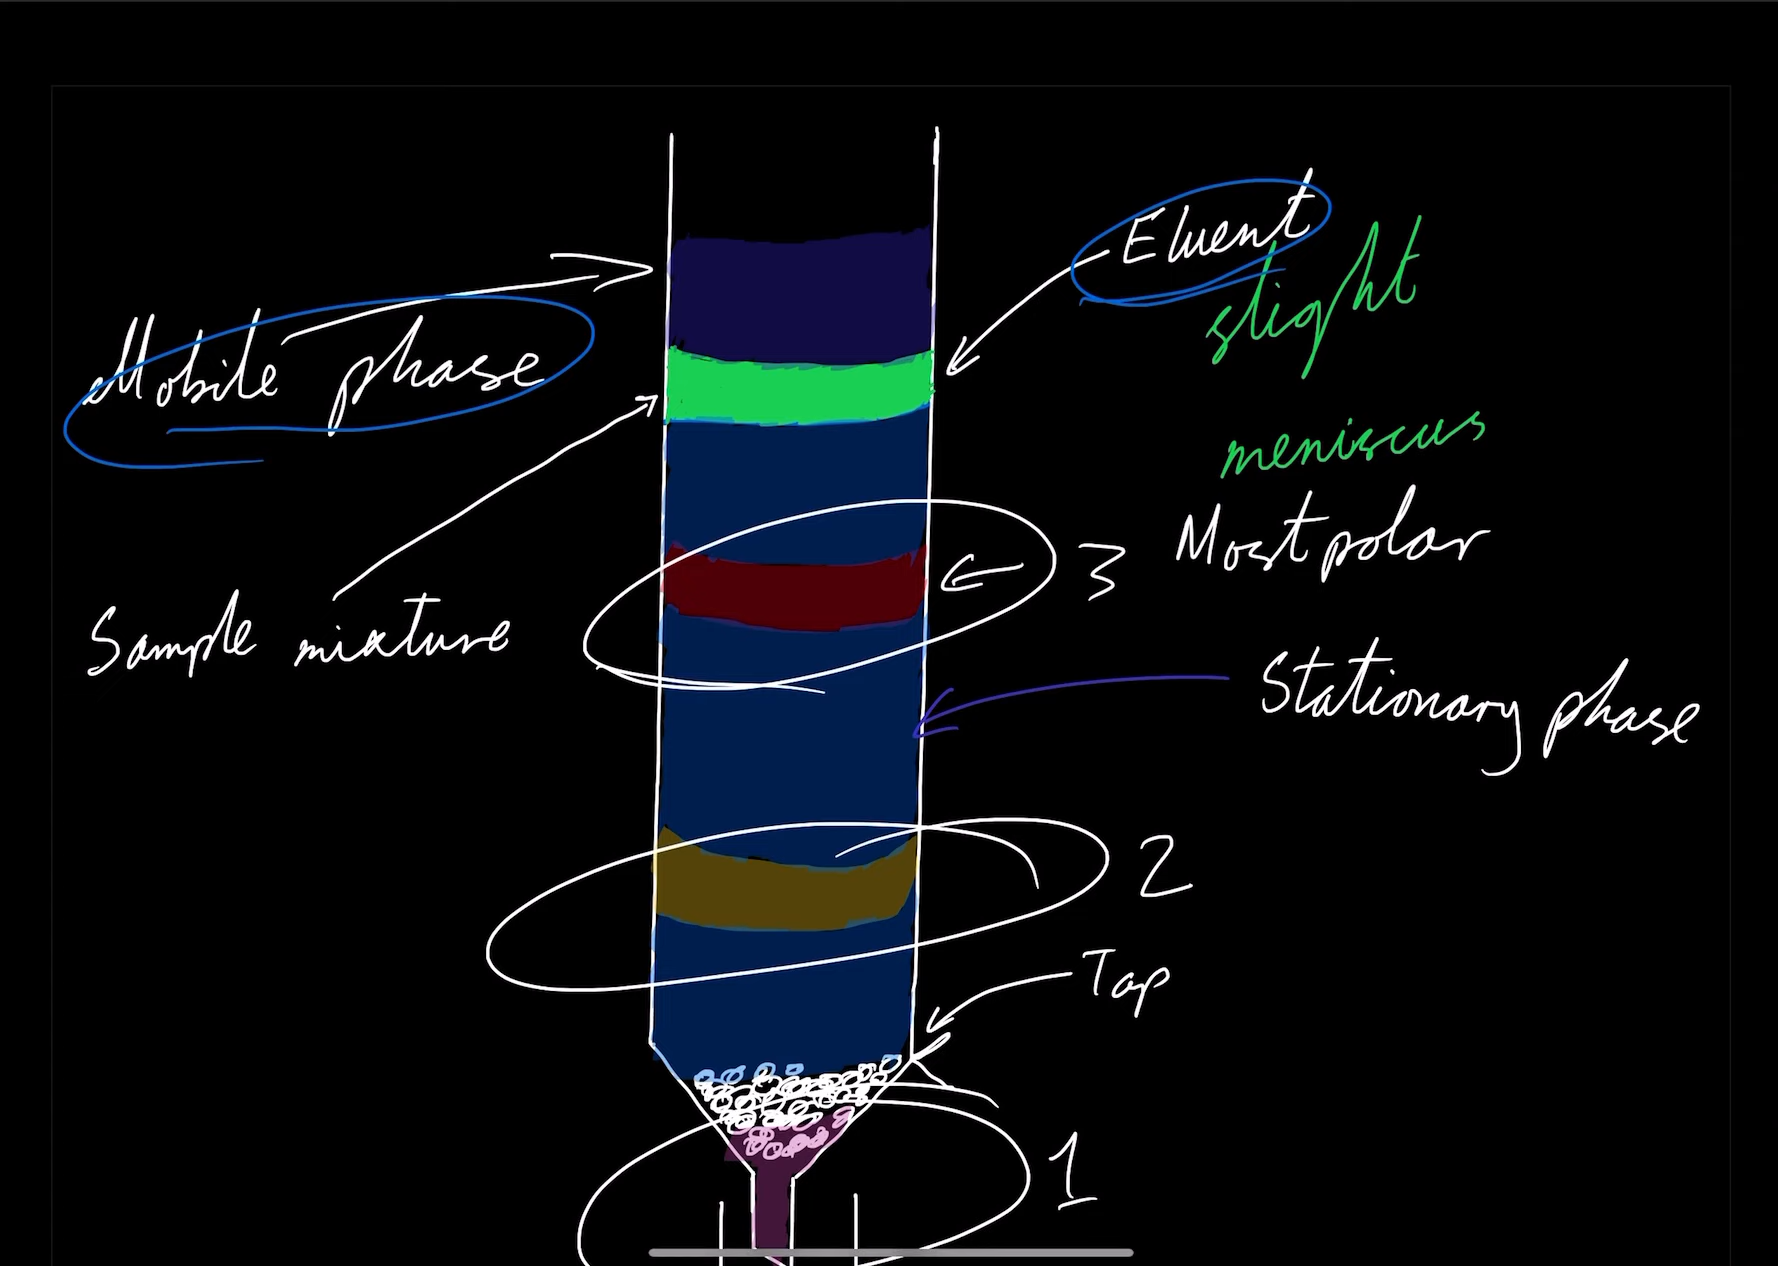 Eluent
slight
Mobile phase
meniscus
3 Most polar
Sample mixture
Stationary phase
2
Tap
1